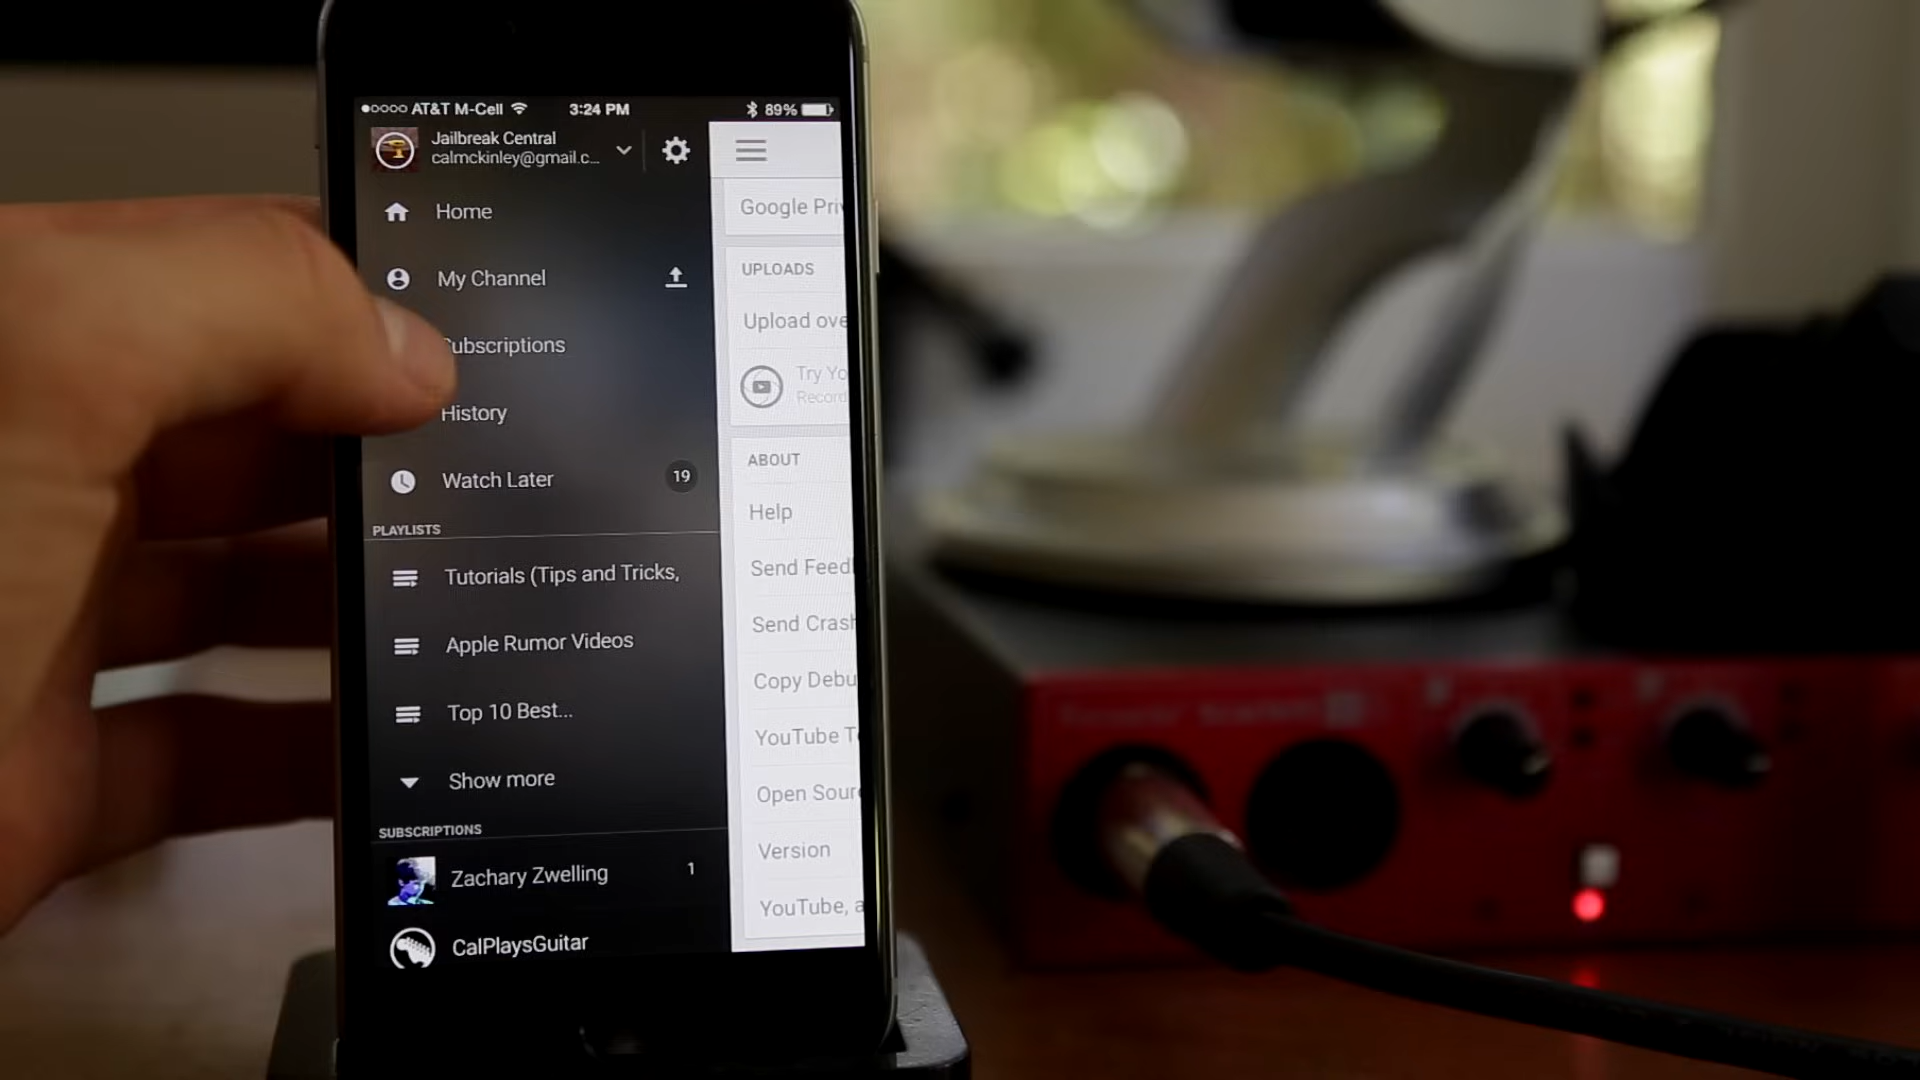 AT&T M-Cell 3:24 PM 89%
Jailbreak Central
calmckinley@gmail.c...
Home
My Channel
ubscriptions
History
Watch Later 19
PLAYLISTS
Tutorials (Tips and Tricks,
Apple Rumor Videos
Top 10 Best...
Show more
SUBSCRIPTIONS
Zachary Zwelling 1
CalPlaysGuitar
Google Pri
UPLOADS
Upload ove
Try Yo
Record
ABOUT
Help
Send Feed
Send Crash
Copy Debu
YouTube T
Open Sour
Version
YouTube, a